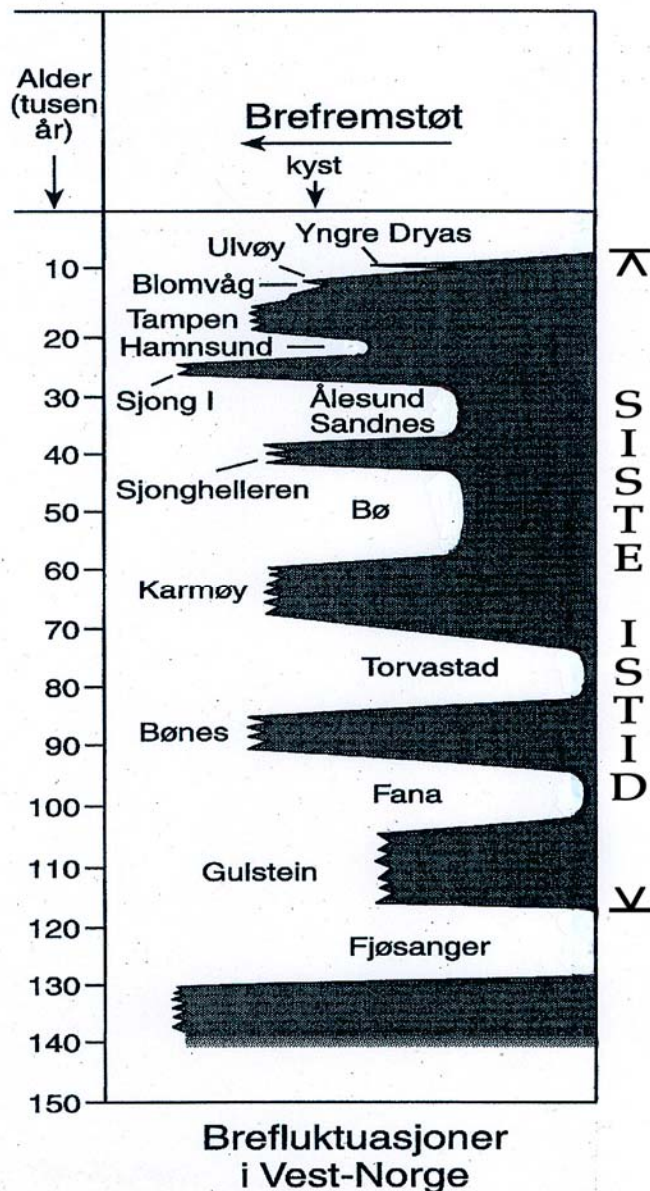 Alder
(tusen
år)
Brefremstøt
kyst
Yngre Dryas
Ulvøy
10
Blomvåg
Tampen
20
Hamnsund
30
Sjong I
Ålesund
Sandnes
40
Sjonghelleren
50
Bø
60
Karmøy
70
Torvastad
80
Bønes
90
Fana
100
110
Gulstein
120
Fjøsanger
130
140
150
SISTE ISTID
Brefluktuasjoner
i Vest-Norge